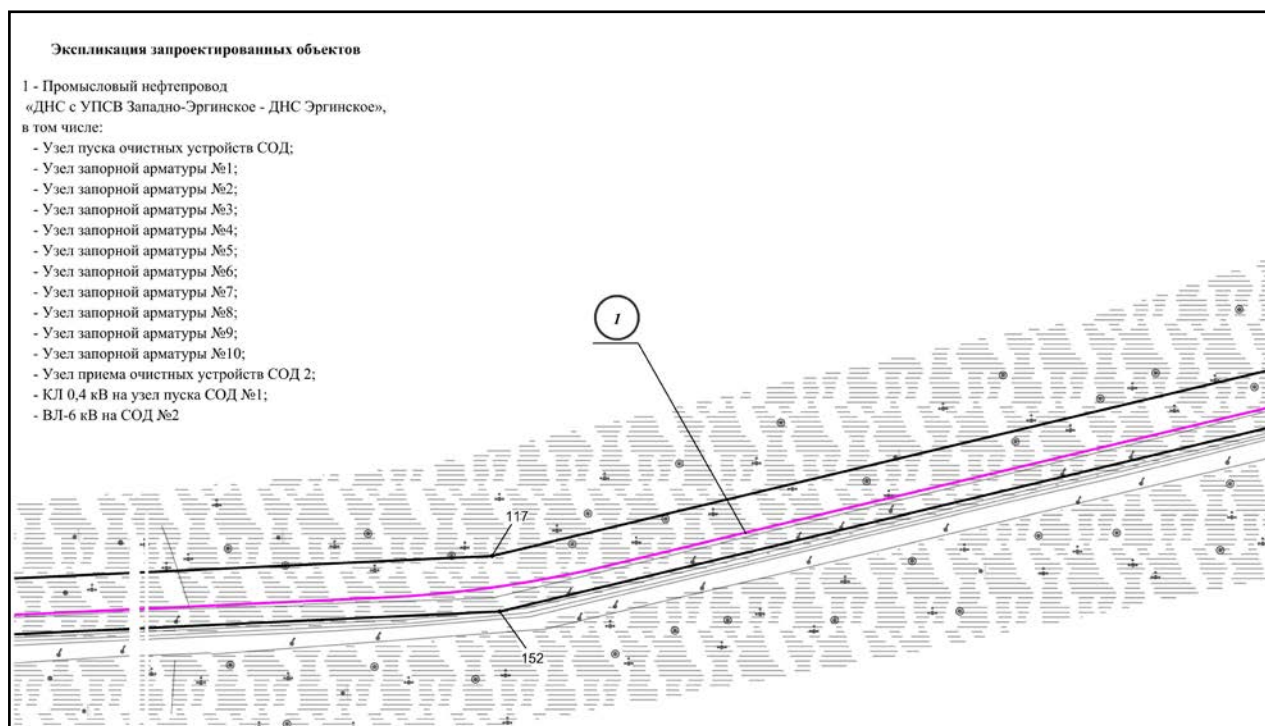 Экспликация запроектированных объектов
1 - Промысловый нефтепровод
«ДНС с УПСВ Западно-Эргинское - ДНС Эргинское»,
в том числе:
- Узел пуска очистных устройств СОД;
- Узел запорной арматуры №1;
- Узел запорной арматуры №2;
- Узел запорной арматуры №3;
- Узел запорной арматуры №4;
- Узел запорной арматуры №5;
- Узел запорной арматуры №6;
- Узел запорной арматуры №7;
- Узел запорной арматуры №8;
- Узел запорной арматуры №9;
- Узел запорной арматуры №10;
- Узел приема очистных устройств СОД 2;
- КЛ 0,4 кВ на узел пуска СОД №1;
- ВЛ-6 кВ на СОД №2
1
117
152